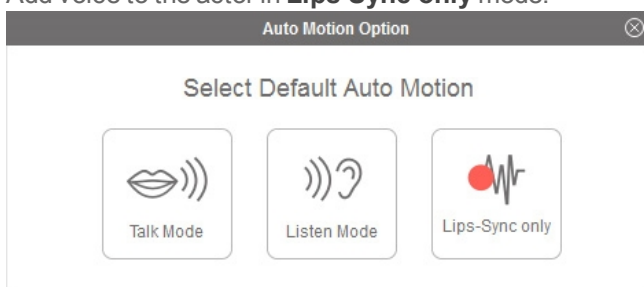 Add voice to the actor in Lips-Sync only mode.
Auto Motion Option
Select Default Auto Motion
Talk Mode
Listen Mode
Lips-Sync only